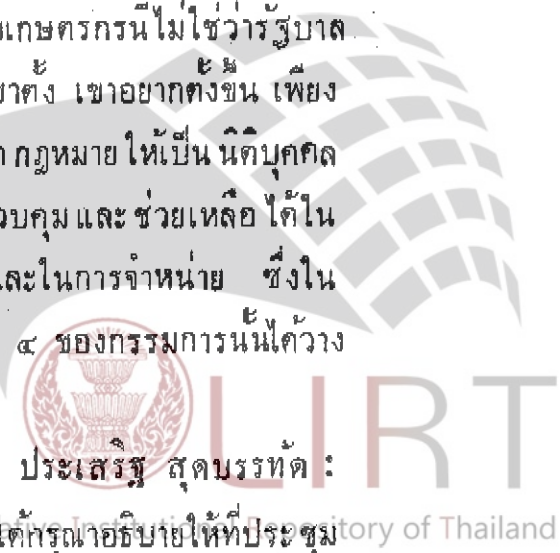 งเกษตรกรนี้ไม่ใช่ว่ารัฐบาล
ขาตั้ง เขาอยากตั้งขึ้น เพียง
า กฎหมาย ให้เป็น นิติบุคคล
วบคุม และ ช่วยเหลือ ได้ใน
ละในการจำหน่าย ซึ่งใน
๔ ของกรรมการนั้นได้วาง
LIRT
ประเสริฐ สุดบรรทัด :
ได้กรุณาอธิบายให้ที่ประชุม
itory of Thailand